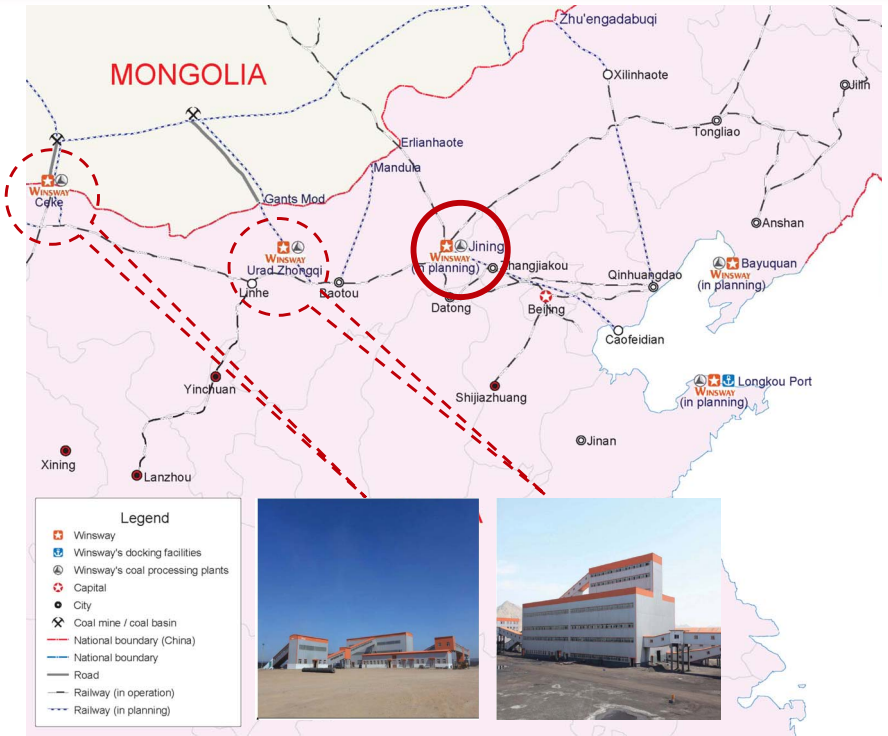 Zhu'engadabuqi
MONGOLIA
Xilinhaote
Jilin
Tongliao
Erlianhaote
Mandula
WINSWAY
Ceke
Gants Mod
Anshan
WINSWAY
Urad Zhongqi
Jining
WINSWAY
(in planning)
Zhangjiakou
Qinhuangdao
Bayuquan
WINSWAY
(in planning)
Linhe
Baotou
Datong
Beijing
Caofeidian
Yinchuan
Shijiazhuang
Longkou Port
WINSWAY
(in planning)
Jinan
Xining
Lanzhou
Legend
Winsway
Winsway's docking facilities
Winsway's coal processing plants
Capital
City
Coal mine / coal basin
National boundary (China)
National boundary
Road
Railway (in operation)
Railway (in planning)